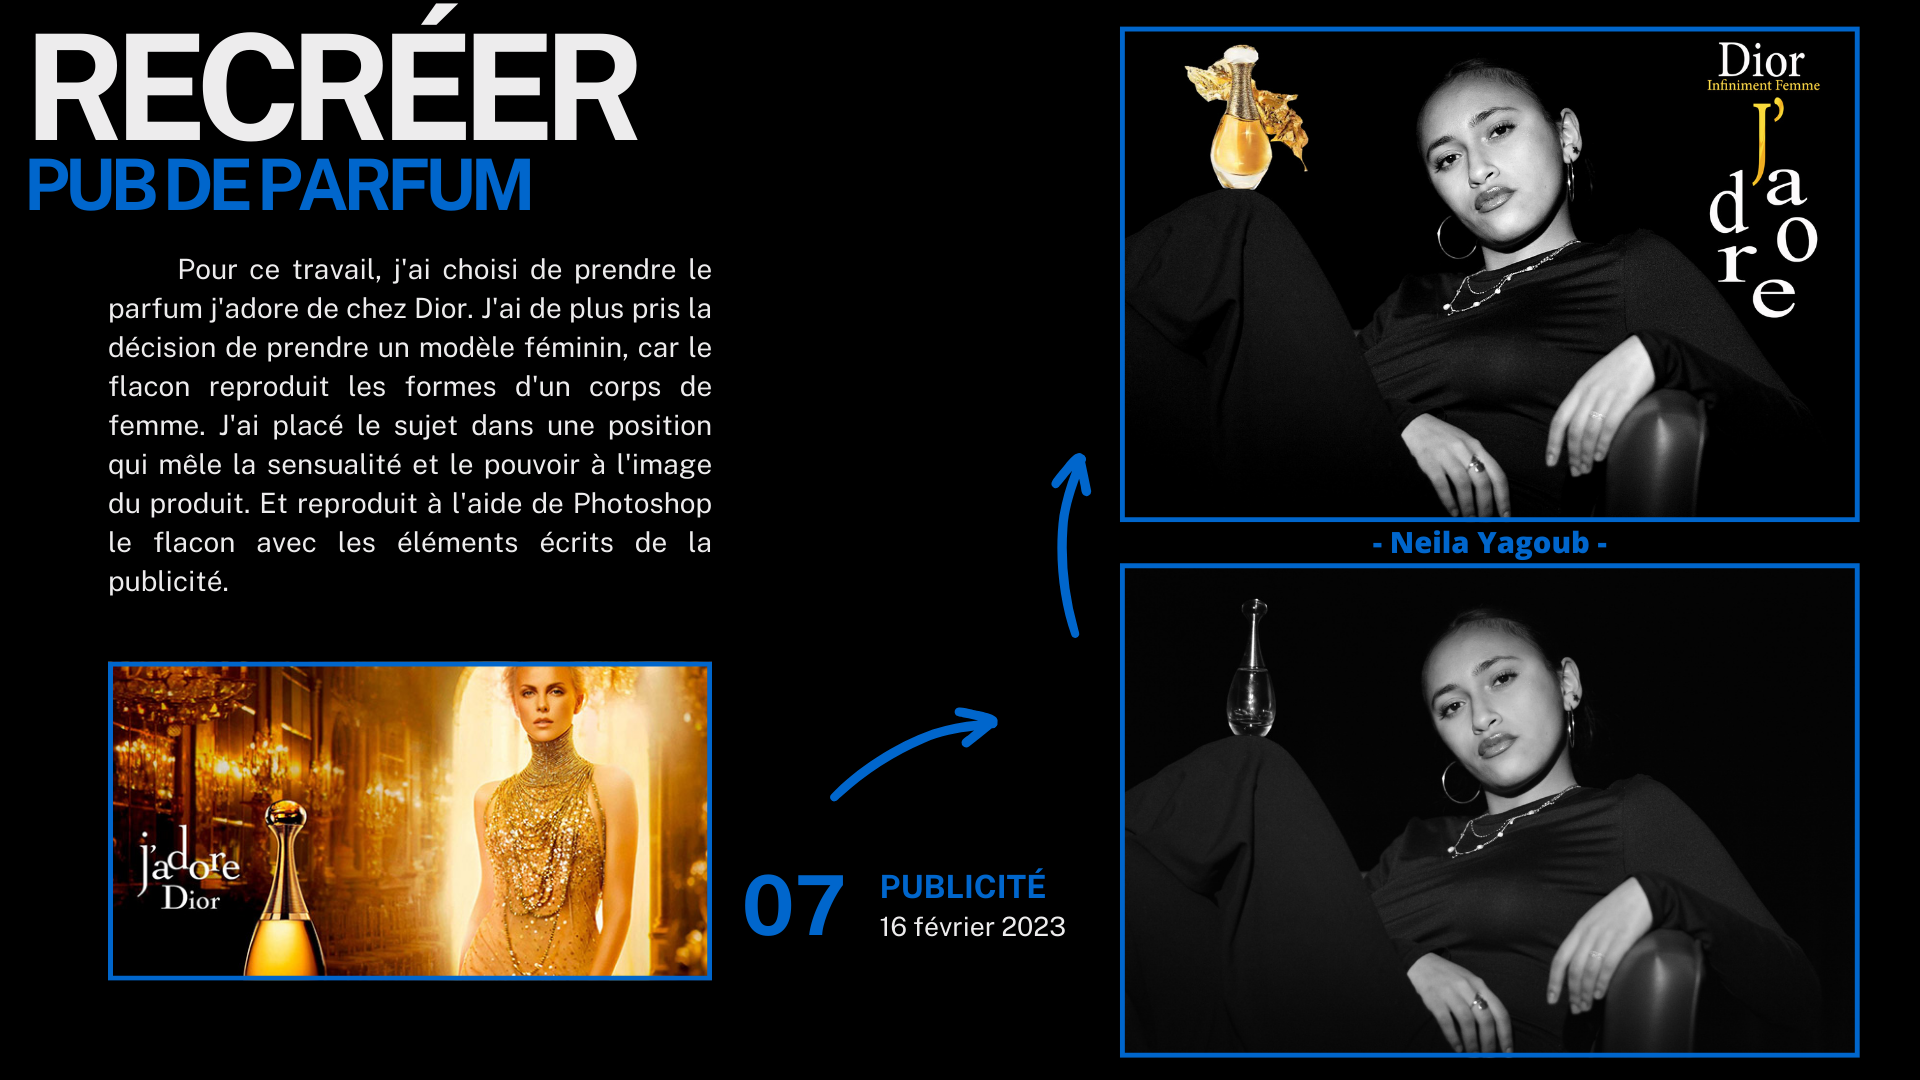 RECRÉER
PUB DE PARFUM
Pour ce travail, j'ai choisi de prendre le
parfum j'adore de chez Dior. J'ai de plus pris la
décision de prendre un modèle féminin, car le
flacon reproduit les formes d'un corps de
femme. J'ai placé le sujet dans une position
qui mêle la sensualité et le pouvoir à l'image
du produit. Et reproduit à l'aide de Photoshop
le flacon avec les éléments écrits de la
publicité.
j'adore
Dior
07
PUBLICITÉ
16 février 2023
Dior
Infiniment Femme
J'adore
- Neila Yagoub -